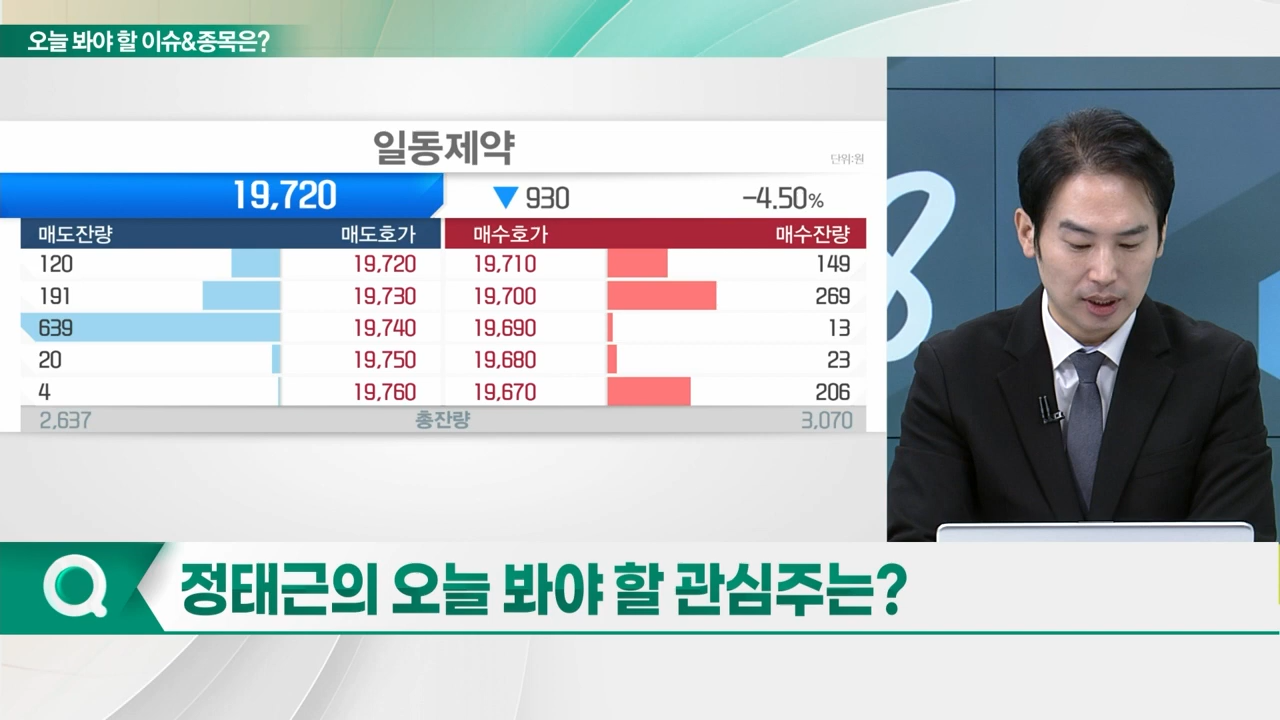 오늘 봐야 할 이슈&종목은?
일동제약
단위:원
19,720 ▼ 930 -4.50%
매도잔량 매도호가 매수호가 매수잔량
120 19,720 19,710 149
191 19,730 19,700 269
639 19,740 19,690 13
20 19,750 19,680 23
4 19,760 19,670 206
2,637 총잔량 3,070
정태근의 오늘 봐야 할 관심주는?